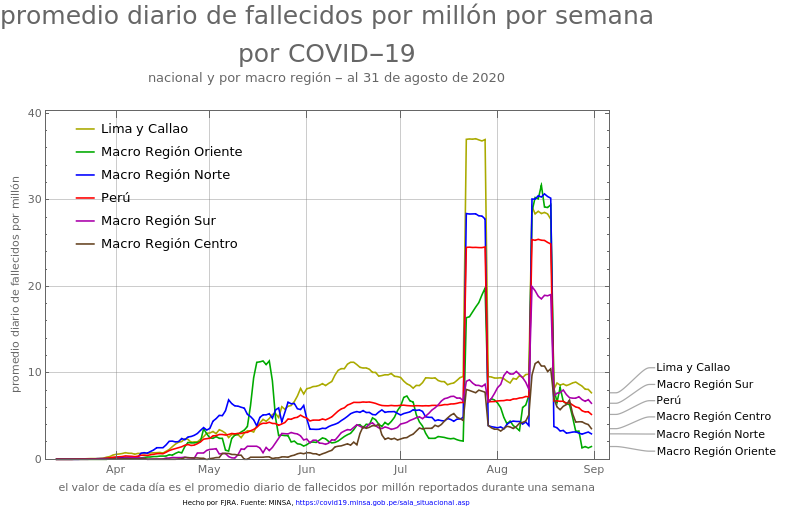 promedio diario de fallecidos por millón por semana
por COVID−19
nacional y por macro región − al 31 de agosto de 2020
promedio diario de fallecidos por millón
40
30
20
10
0
Lima y Callao
Macro Región Oriente
Macro Región Norte
Perú
Macro Región Sur
Macro Región Centro
Lima y Callao
Macro Región Sur
Perú
Macro Región Centro
Macro Región Norte
Macro Región Oriente
Apr May Jun Jul Aug Sep
el valor de cada día es el promedio diario de fallecidos por millón reportados durante una semana
Hecho por FJRA. Fuente: MINSA, https://covid19.minsa.gob.pe/sala_situacional.asp